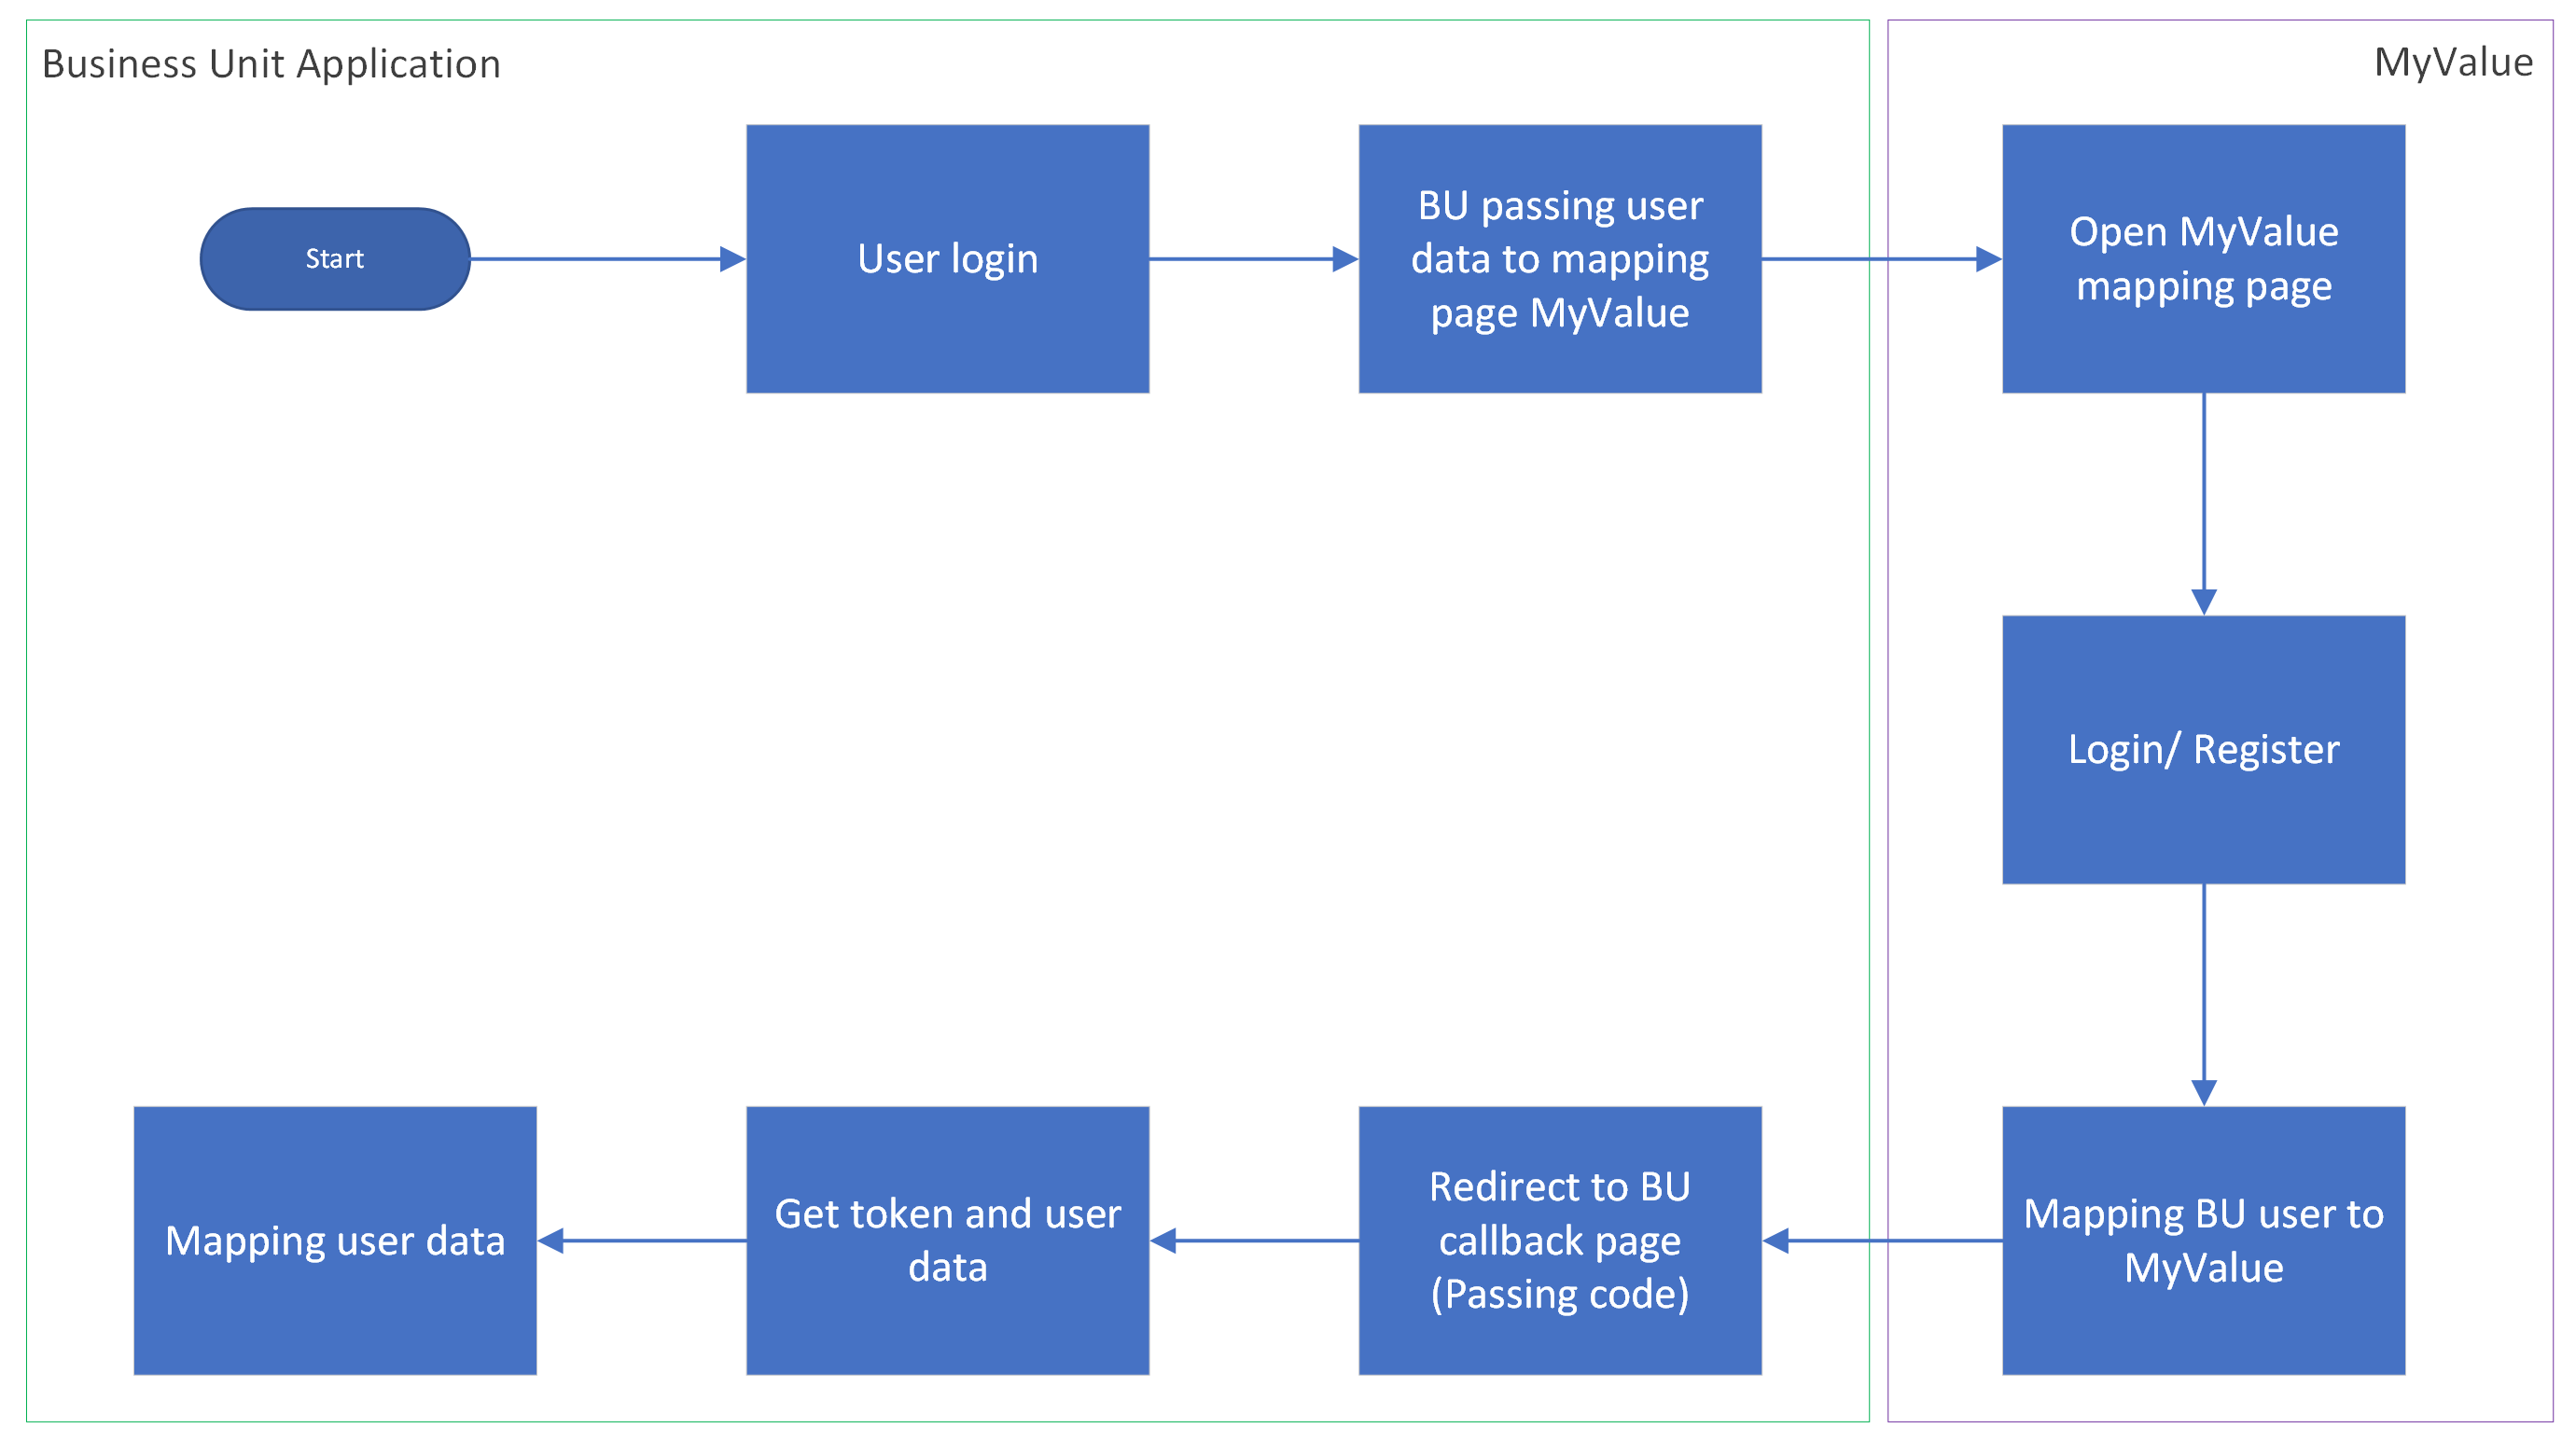 Business Unit Application
MyValue
Start
User login
BU passing user
data to mapping
page MyValue
Open MyValue
mapping page
Login/ Register
Mapping BU user to
MyValue
Redirect to BU
callback page
(Passing code)
Get token and user
data
Mapping user data